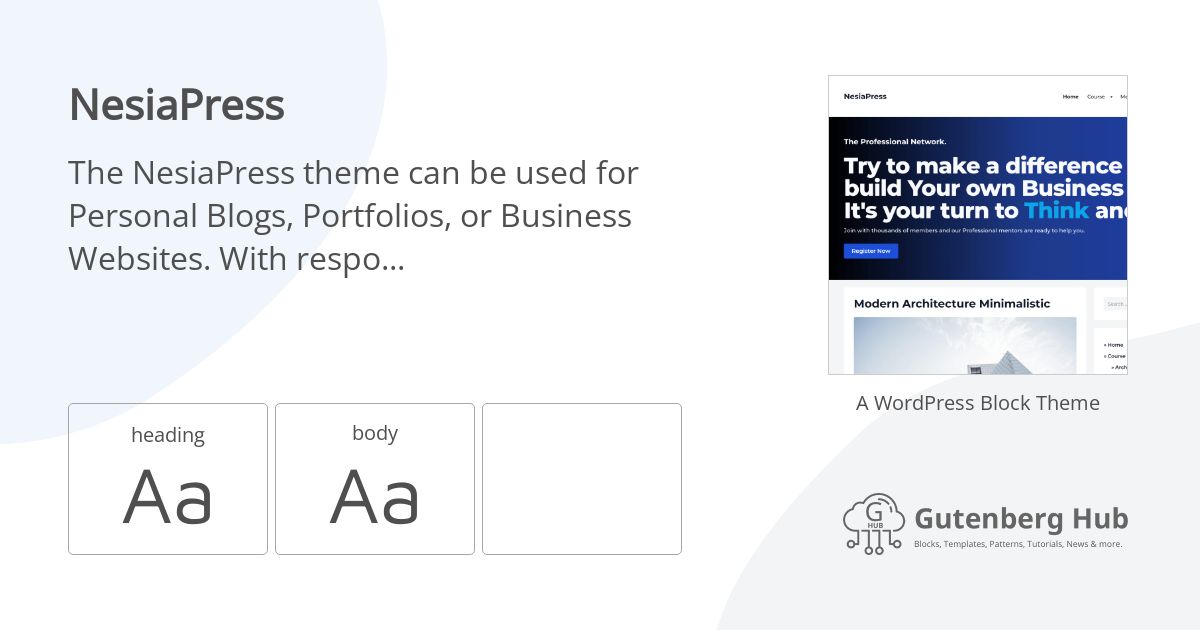 NesiaPress
The NesiaPress theme can be used for
Personal Blogs, Portfolios, or Business
Websites. With respo...
heading
Aa
body
Aa
NesiaPress
Home Course
The Professional Network.
Try to make a difference
build Your own Business
It's your turn to Think
Join with thousands of members and our Professional mentors are ready to help you.
Register Now
Modern Architecture Minimalistic
Search ...
» Home
» Course
A WordPress Block Theme
G
HUB
Gutenberg Hub
Blocks, Templates, Patterns, Tutorials, News & more.